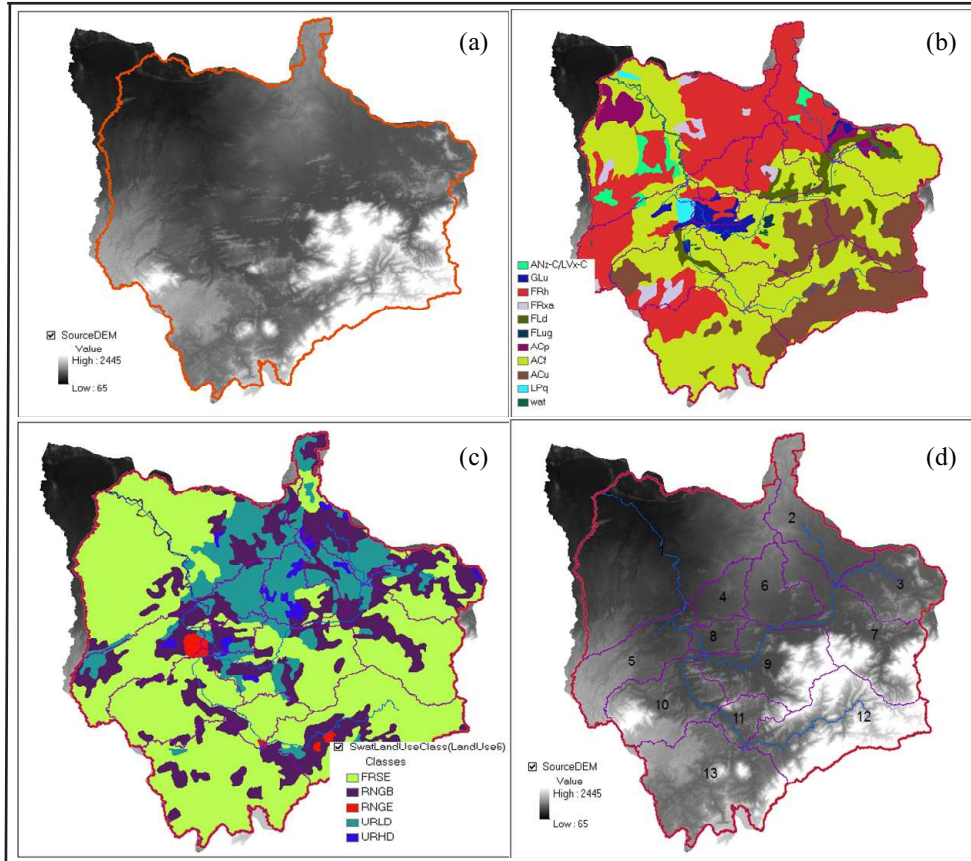 (a)
SourceDEM
Value
High : 2445
Low : 65
(b)
ANz-C/LVx-C
GLu
FRh
FRxa
FLd
FLug
ACp
ACf
ACu
LPq
wat
(c)
SwatLandUseClass(LandUse6)
Classes
FRSE
RNGB
RNGE
URLD
URHD
(d)
2
1
3
4
6
7
8
5
9
10
11
12
13
SourceDEM
Value
High : 2445
Low : 65